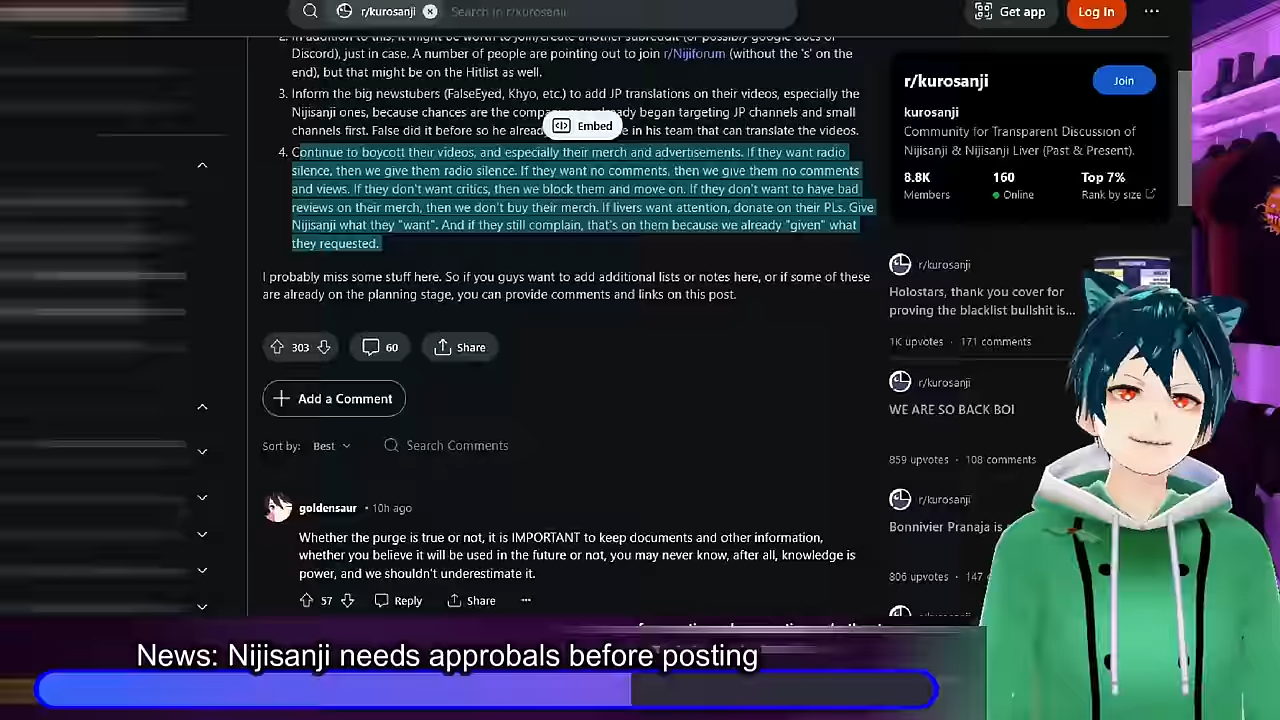 r/kurosanji
Search in r/kurosanji
Get app
Log In
2. In addition to this, it might be worth to join/create another subreddit (or possibly google docs or
Discord), just in case. A number of people are pointing out to join r/Nijiforum (without the 's' on the
end), but that might be on the Hitlist as well.
3. Inform the big newstubers (FalseEyed, Khyo, etc.) to add JP translations on their videos, especially the
Nijisanji ones, because chances are the compa already began targeting JP channels and small
channels first. False did it before so he alread in his team that can translate the videos.
Embed
4. Continue to boycott their videos, and especially their merch and advertisements. If they want radio
silence, then we give them radio silence. If they want no comments, then we give them no comments
and views. If they don't want critics, then we block them and move on. If they don't want to have bad
reviews on their merch, then we don't buy their merch. If livers want attention, donate on their PLs. Give
Nijisanji what they "want". And if they still complain, that's on them because we already "given" what
they requested.
I probably miss some stuff here. So if you guys want to add additional lists or notes here, or if some of these
are already on the planning stage, you can provide comments and links on this post.
303
60
Share
Add a Comment
Sort by: Best
Search Comments
goldensaur • 10h ago
Whether the purge is true or not, it is IMPORTANT to keep documents and other information,
whether you believe it will be used in the future or not, you may never know, after all, knowledge is
power, and we shouldn't underestimate it.
57
Reply
Share
r/kurosanji
Join
kurosanji
Community for Transparent Discussion of
Nijisanji & Nijisanji Liver (Past & Present).
8.8K 160 Top 7%
Members Online Rank by size
r/kurosanji
Holostars, thank you cover for
proving the blacklist bullshit is...
1K upvotes · 171 comments
r/kurosanji
WE ARE SO BACK BOI
859 upvotes · 108 comments
r/kurosanji
Bonnivier Pranaja is
806 upvotes · 147
News: Nijisanji needs approbals before posting